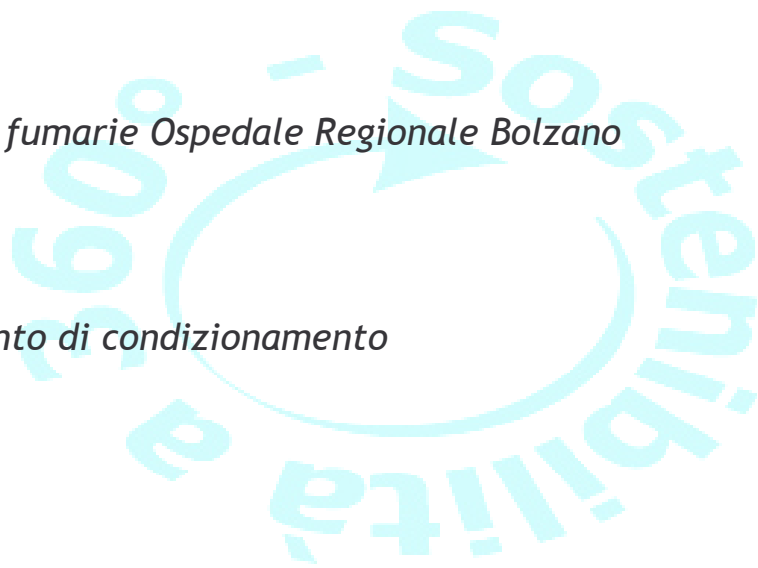 fumarie Ospedale Regionale Bolzano
nto di condizionamento
Sostenibilità a 360° -